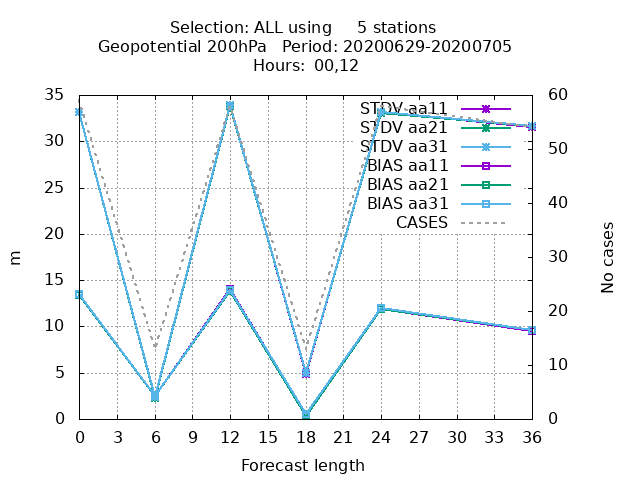 Selection: ALL using     5 stations
Geopotential 200hPa   Period: 20200629-20200705
Hours:  00,12
35
30
25
20
15
10
5
0
m
60
50
40
30
20
10
0
No cases
STDV aa11
STDV aa21
STDV aa31
BIAS aa11
BIAS aa21
BIAS aa31
CASES
0 3 6 9 12 15 18 21 24 27 30 33 36
Forecast length